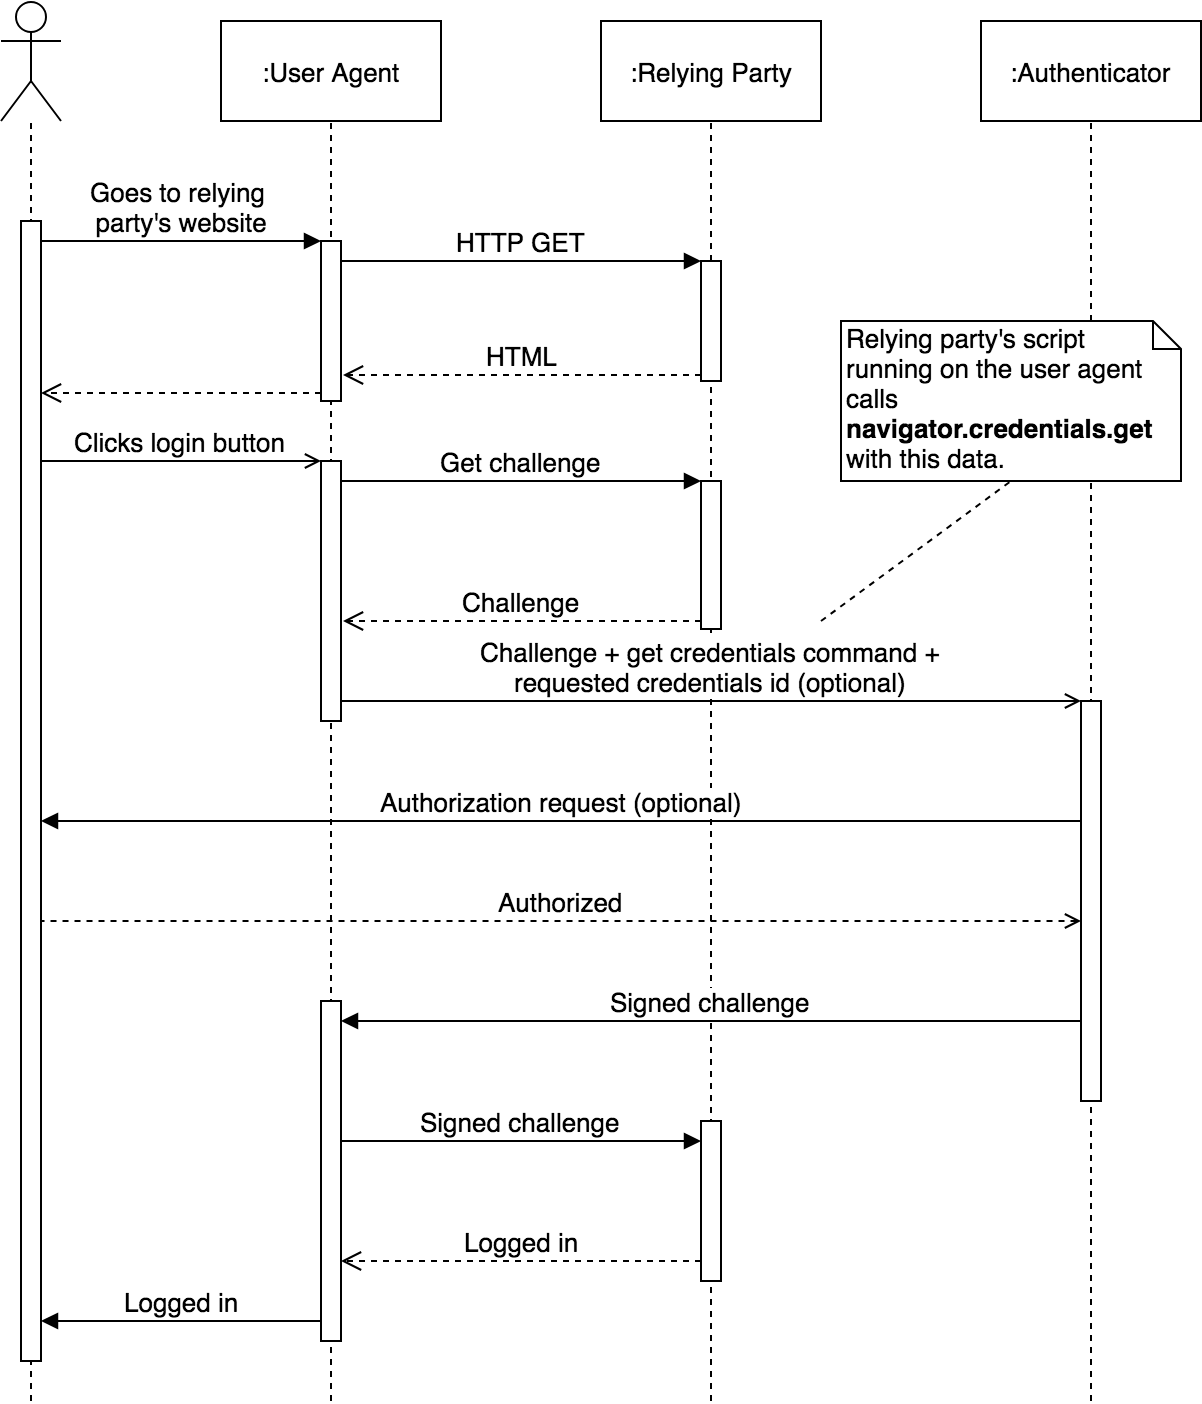 :User Agent
:Relying Party
:Authenticator
Goes to relying
party's website
HTTP GET
HTML
Relying party's script
running on the user agent
calls
navigator.credentials.get
with this data.
Clicks login button
Get challenge
Challenge
Challenge + get credentials command +
requested credentials id (optional)
Authorization request (optional)
Authorized
Signed challenge
Signed challenge
Logged in
Logged in